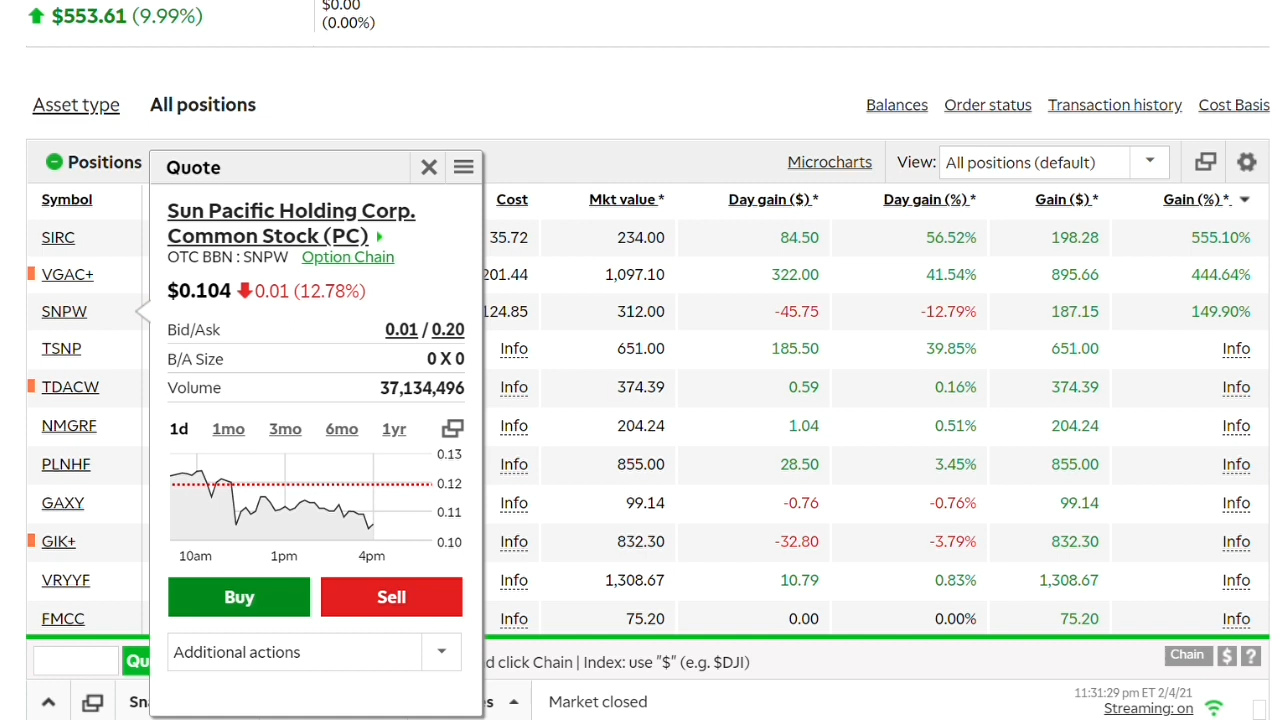 $553.61 (9.99%)
$0.00
(0.00%)
Asset type All positions Balances Order status Transaction history Cost Basis
Positions Microcharts View: All positions (default)
Quote
Symbol Cost Mkt value * Day gain ($) * Day gain (%) * Gain ($) * Gain (%) *
Sun Pacific Holding Corp.
Common Stock (PC)
OTC BBN : SNPW Option Chain
$0.104 0.01 (12.78%)
Bid/Ask 0.01 / 0.20
B/A Size 0 X 0
Volume 37,134,496
1d 1mo 3mo 6mo 1yr
0.13
0.12
0.11
0.10
10am 1pm 4pm
Buy Sell
Additional actions
SIRC 35.72 234.00 84.50 56.52% 198.28 555.10%
VGAC+ 201.44 1,097.10 322.00 41.54% 895.66 444.64%
SNPW 124.85 312.00 -45.75 -12.79% 187.15 149.90%
TSNP Info 651.00 185.50 39.85% 651.00 Info
TDACW Info 374.39 0.59 0.16% 374.39 Info
NMGRF Info 204.24 1.04 0.51% 204.24 Info
PLNHF Info 855.00 28.50 3.45% 855.00 Info
GAXY Info 99.14 -0.76 -0.76% 99.14 Info
GIK+ Info 832.30 -32.80 -3.79% 832.30 Info
VRYYF Info 1,308.67 10.79 0.83% 1,308.67 Info
FMCC Info 75.20 0.00 0.00% 75.20 Info
Qu d click Chain | Index: use "$" (e.g. $DJI) Chain $ ?
Sna s Market closed
11:31:29 pm ET 2/4/21
Streaming: on